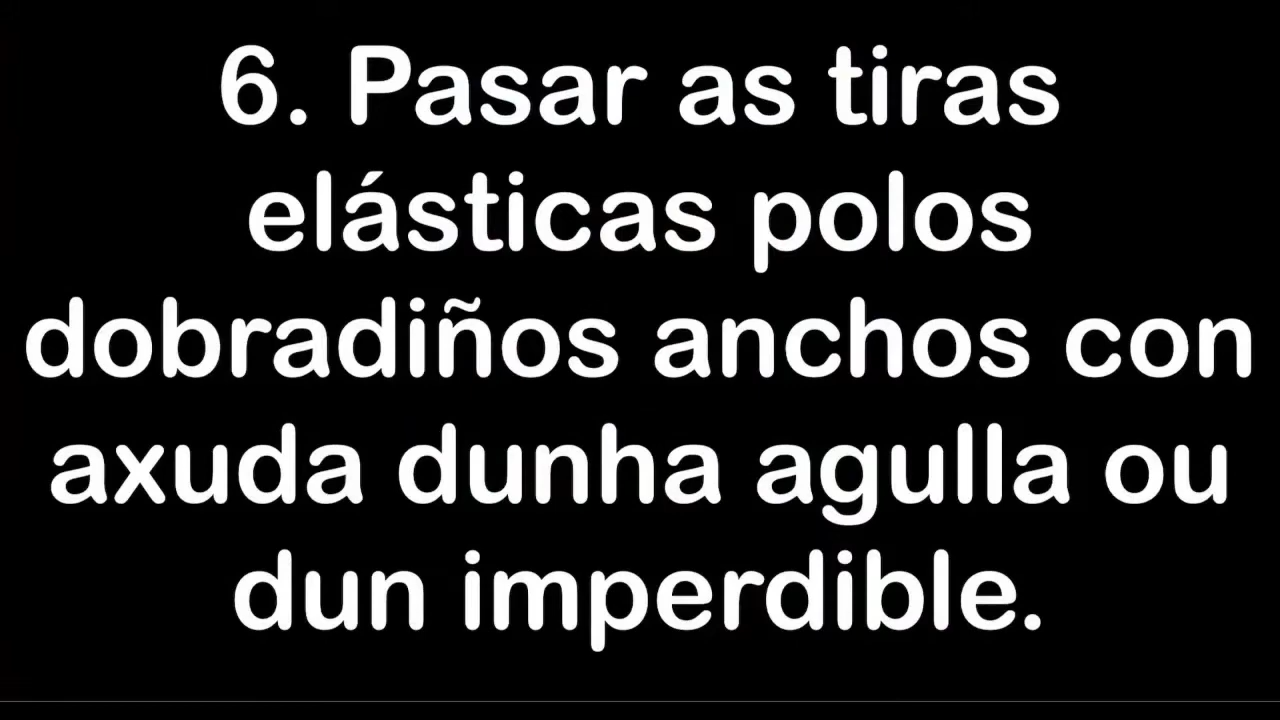 6. Pasar as tiras
elásticas polos
dobradiños anchos con
axuda dunha agulla ou
dun imperdible.